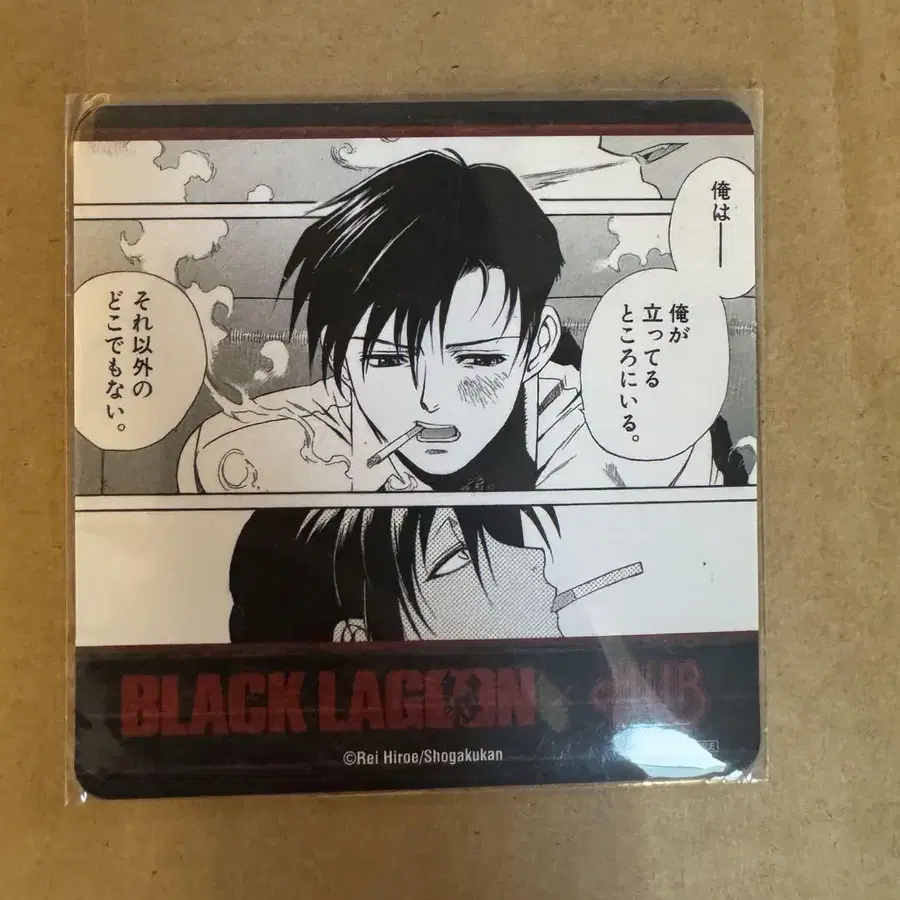 俺は——
俺が
立ってる
ところにいる。
それ以外の
どこでもない。
BLACK LAGOON
©Rei Hiroe/Shogakukan